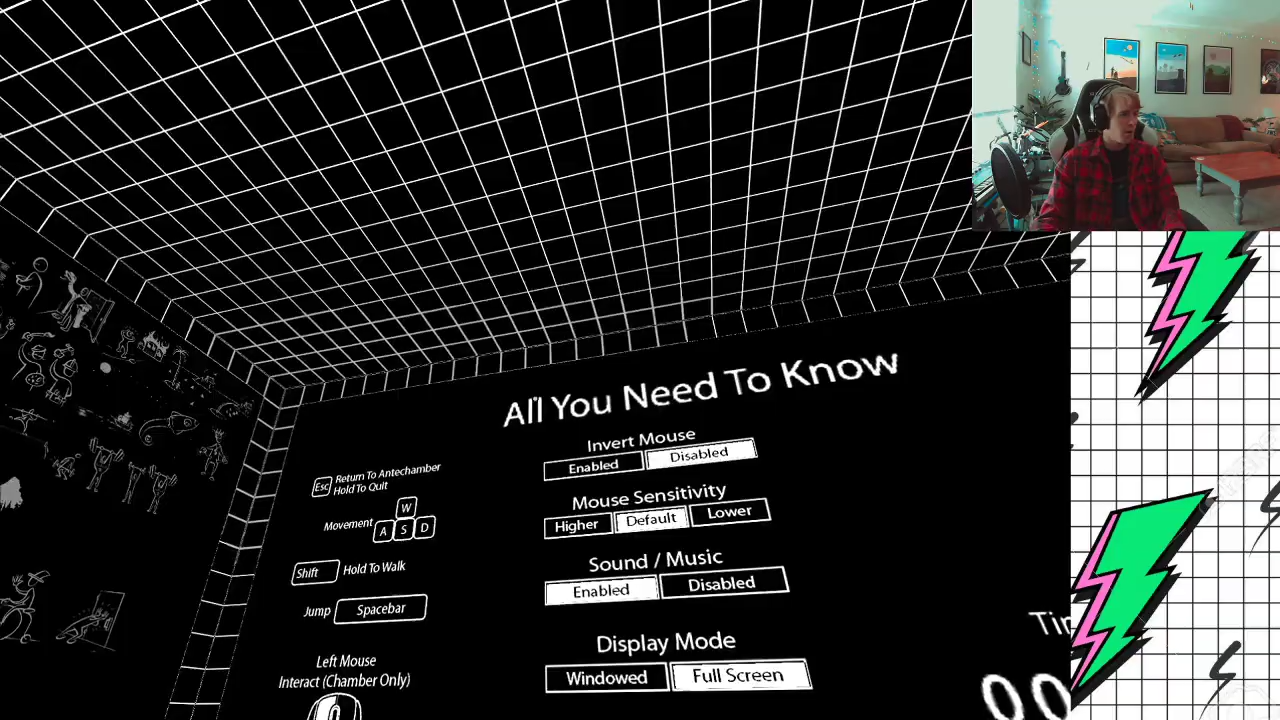 All You Need To Know
Invert Mouse
Enabled
Disabled
Esc
Return To Antechamber
Hold To Quit
Mouse Sensitivity
Higher
Default
Lower
Movement
W
A
S
D
Sound / Music
Enabled
Disabled
Shift
Hold To Walk
Jump
Spacebar
Display Mode
Windowed
Full Screen
Left Mouse
Interact (Chamber Only)